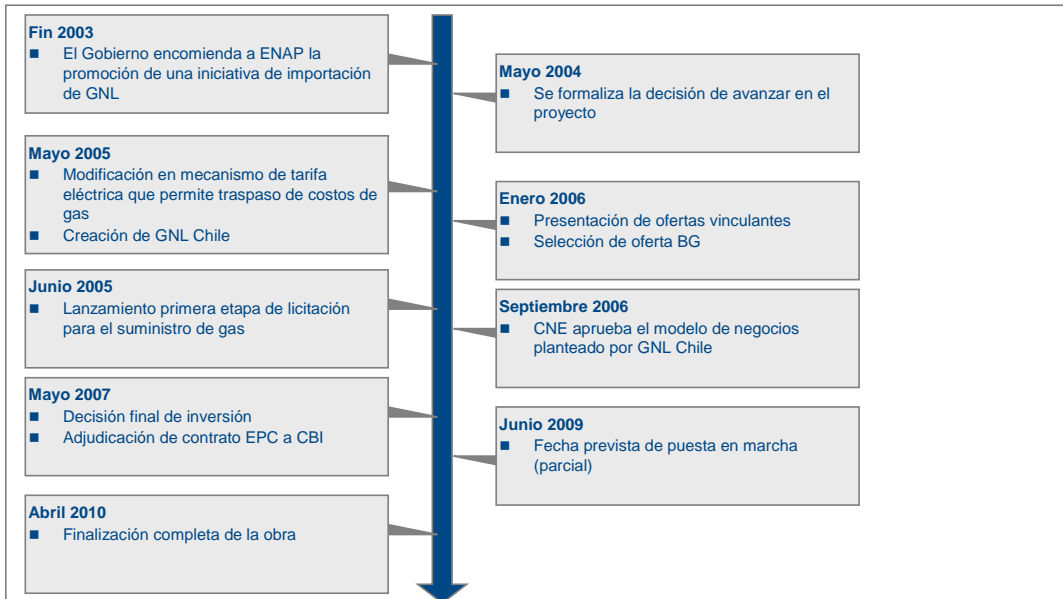 Fin 2003
■ El Gobierno encomienda a ENAP la
promoción de una iniciativa de importación
de GNL
Mayo 2004
■ Se formaliza la decisión de avanzar en el
proyecto
Mayo 2005
■ Modificación en mecanismo de tarifa
eléctrica que permite traspaso de costos de
gas
■ Creación de GNL Chile
Enero 2006
■ Presentación de ofertas vinculantes
■ Selección de oferta BG
Junio 2005
■ Lanzamiento primera etapa de licitación
para el suministro de gas
Septiembre 2006
■ CNE aprueba el modelo de negocios
planteado por GNL Chile
Mayo 2007
■ Decisión final de inversión
■ Adjudicación de contrato EPC a CBI
Junio 2009
■ Fecha prevista de puesta en marcha
(parcial)
Abril 2010
■ Finalización completa de la obra